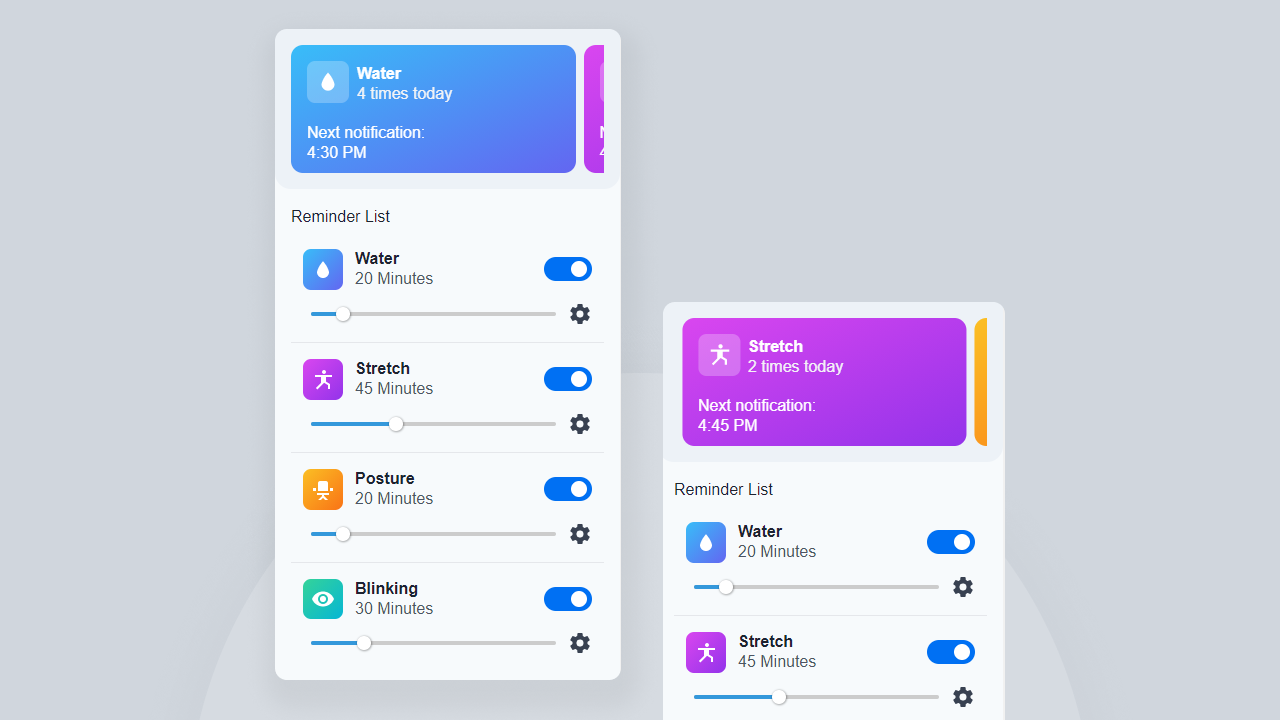 Water
4 times today
Next notification:
4:30 PM
Reminder List
Water
20 Minutes
Stretch
45 Minutes
Posture
20 Minutes
Blinking
30 Minutes
Stretch
2 times today
Next notification:
4:45 PM
Reminder List
Water
20 Minutes
Stretch
45 Minutes